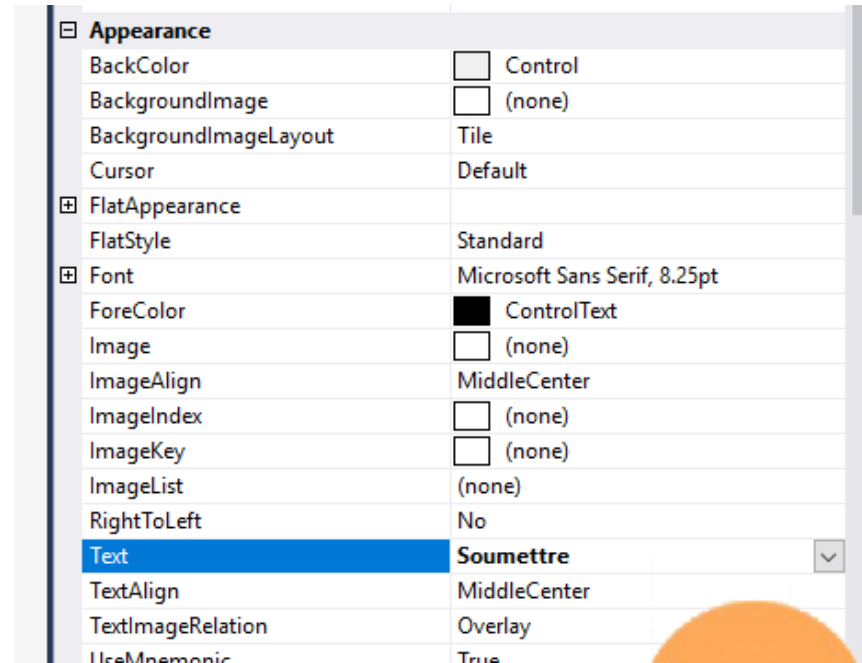 Appearance
BackColor Control
BackgroundImage (none)
BackgroundImageLayout Tile
Cursor Default
FlatAppearance
FlatStyle Standard
Font Microsoft Sans Serif, 8.25pt
ForeColor ControlText
Image (none)
ImageAlign MiddleCenter
ImageIndex (none)
ImageKey (none)
ImageList (none)
RightToLeft No
Text Soumettre
TextAlign MiddleCenter
TextImageRelation Overlay
UseMnemonic True